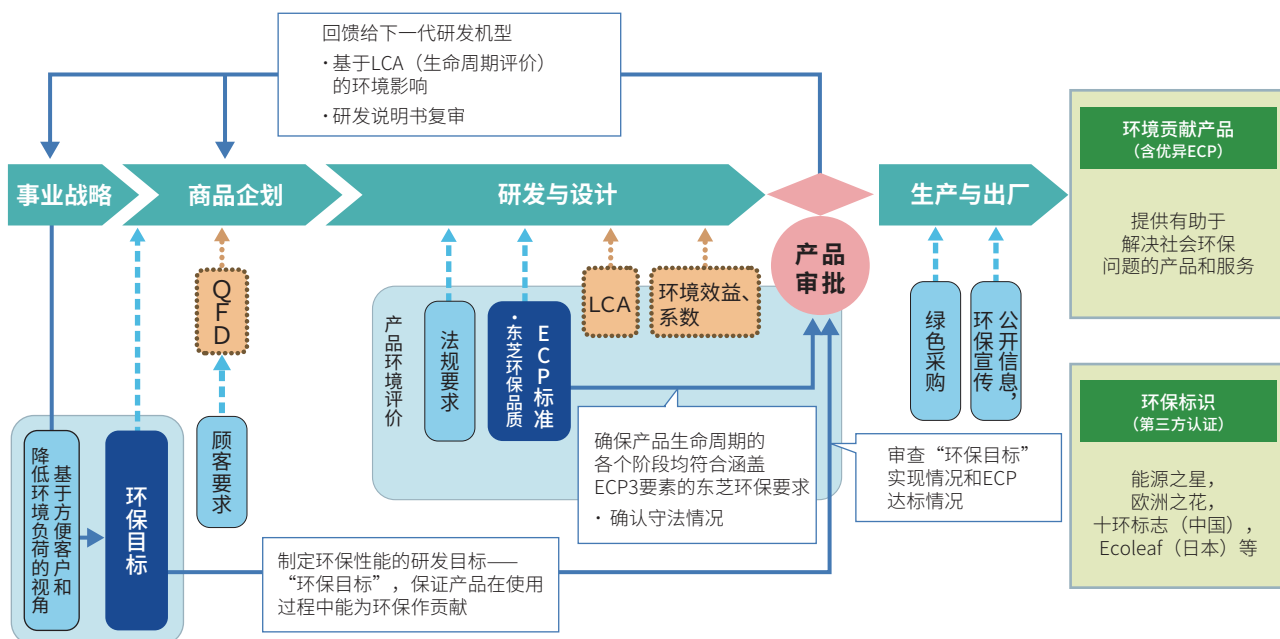 回馈给下一代研发机型
·基于LCA（生命周期评价）
的环境影响
·研发说明书复审
事业战略
商品企划
研发与设计
产品
审批
生产与出厂
环境贡献产品
（含优异ECP）
提供有助于
解决社会环保
问题的产品和服务
QFD
顾客要求
产品环境评价
法规要求
ECP标准
·东芝环保品质
LCA
环境效益、
系数
绿色采购
公开信息，
环保宣传
基于方便客户和
降低环境负荷的视角
环保目标
确保产品生命周期的
各个阶段均符合涵盖
ECP3要素的东芝环保要求
·确认守法情况
审查“环保目标”
实现情况和ECP
达标情况
制定环保性能的研发目标——
“环保目标”，保证产品在使用
过程中能为环保作贡献
环保标识
（第三方认证）
能源之星，
欧洲之花，
十环标志（中国），
Ecoleaf（日本）等